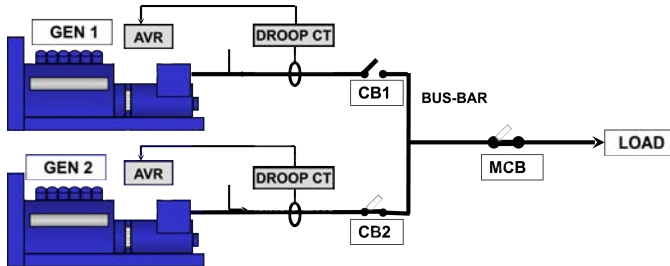 GEN 1
AVR
DROOP CT
CB1
BUS-BAR
GEN 2
AVR
DROOP CT
CB2
MCB
LOAD